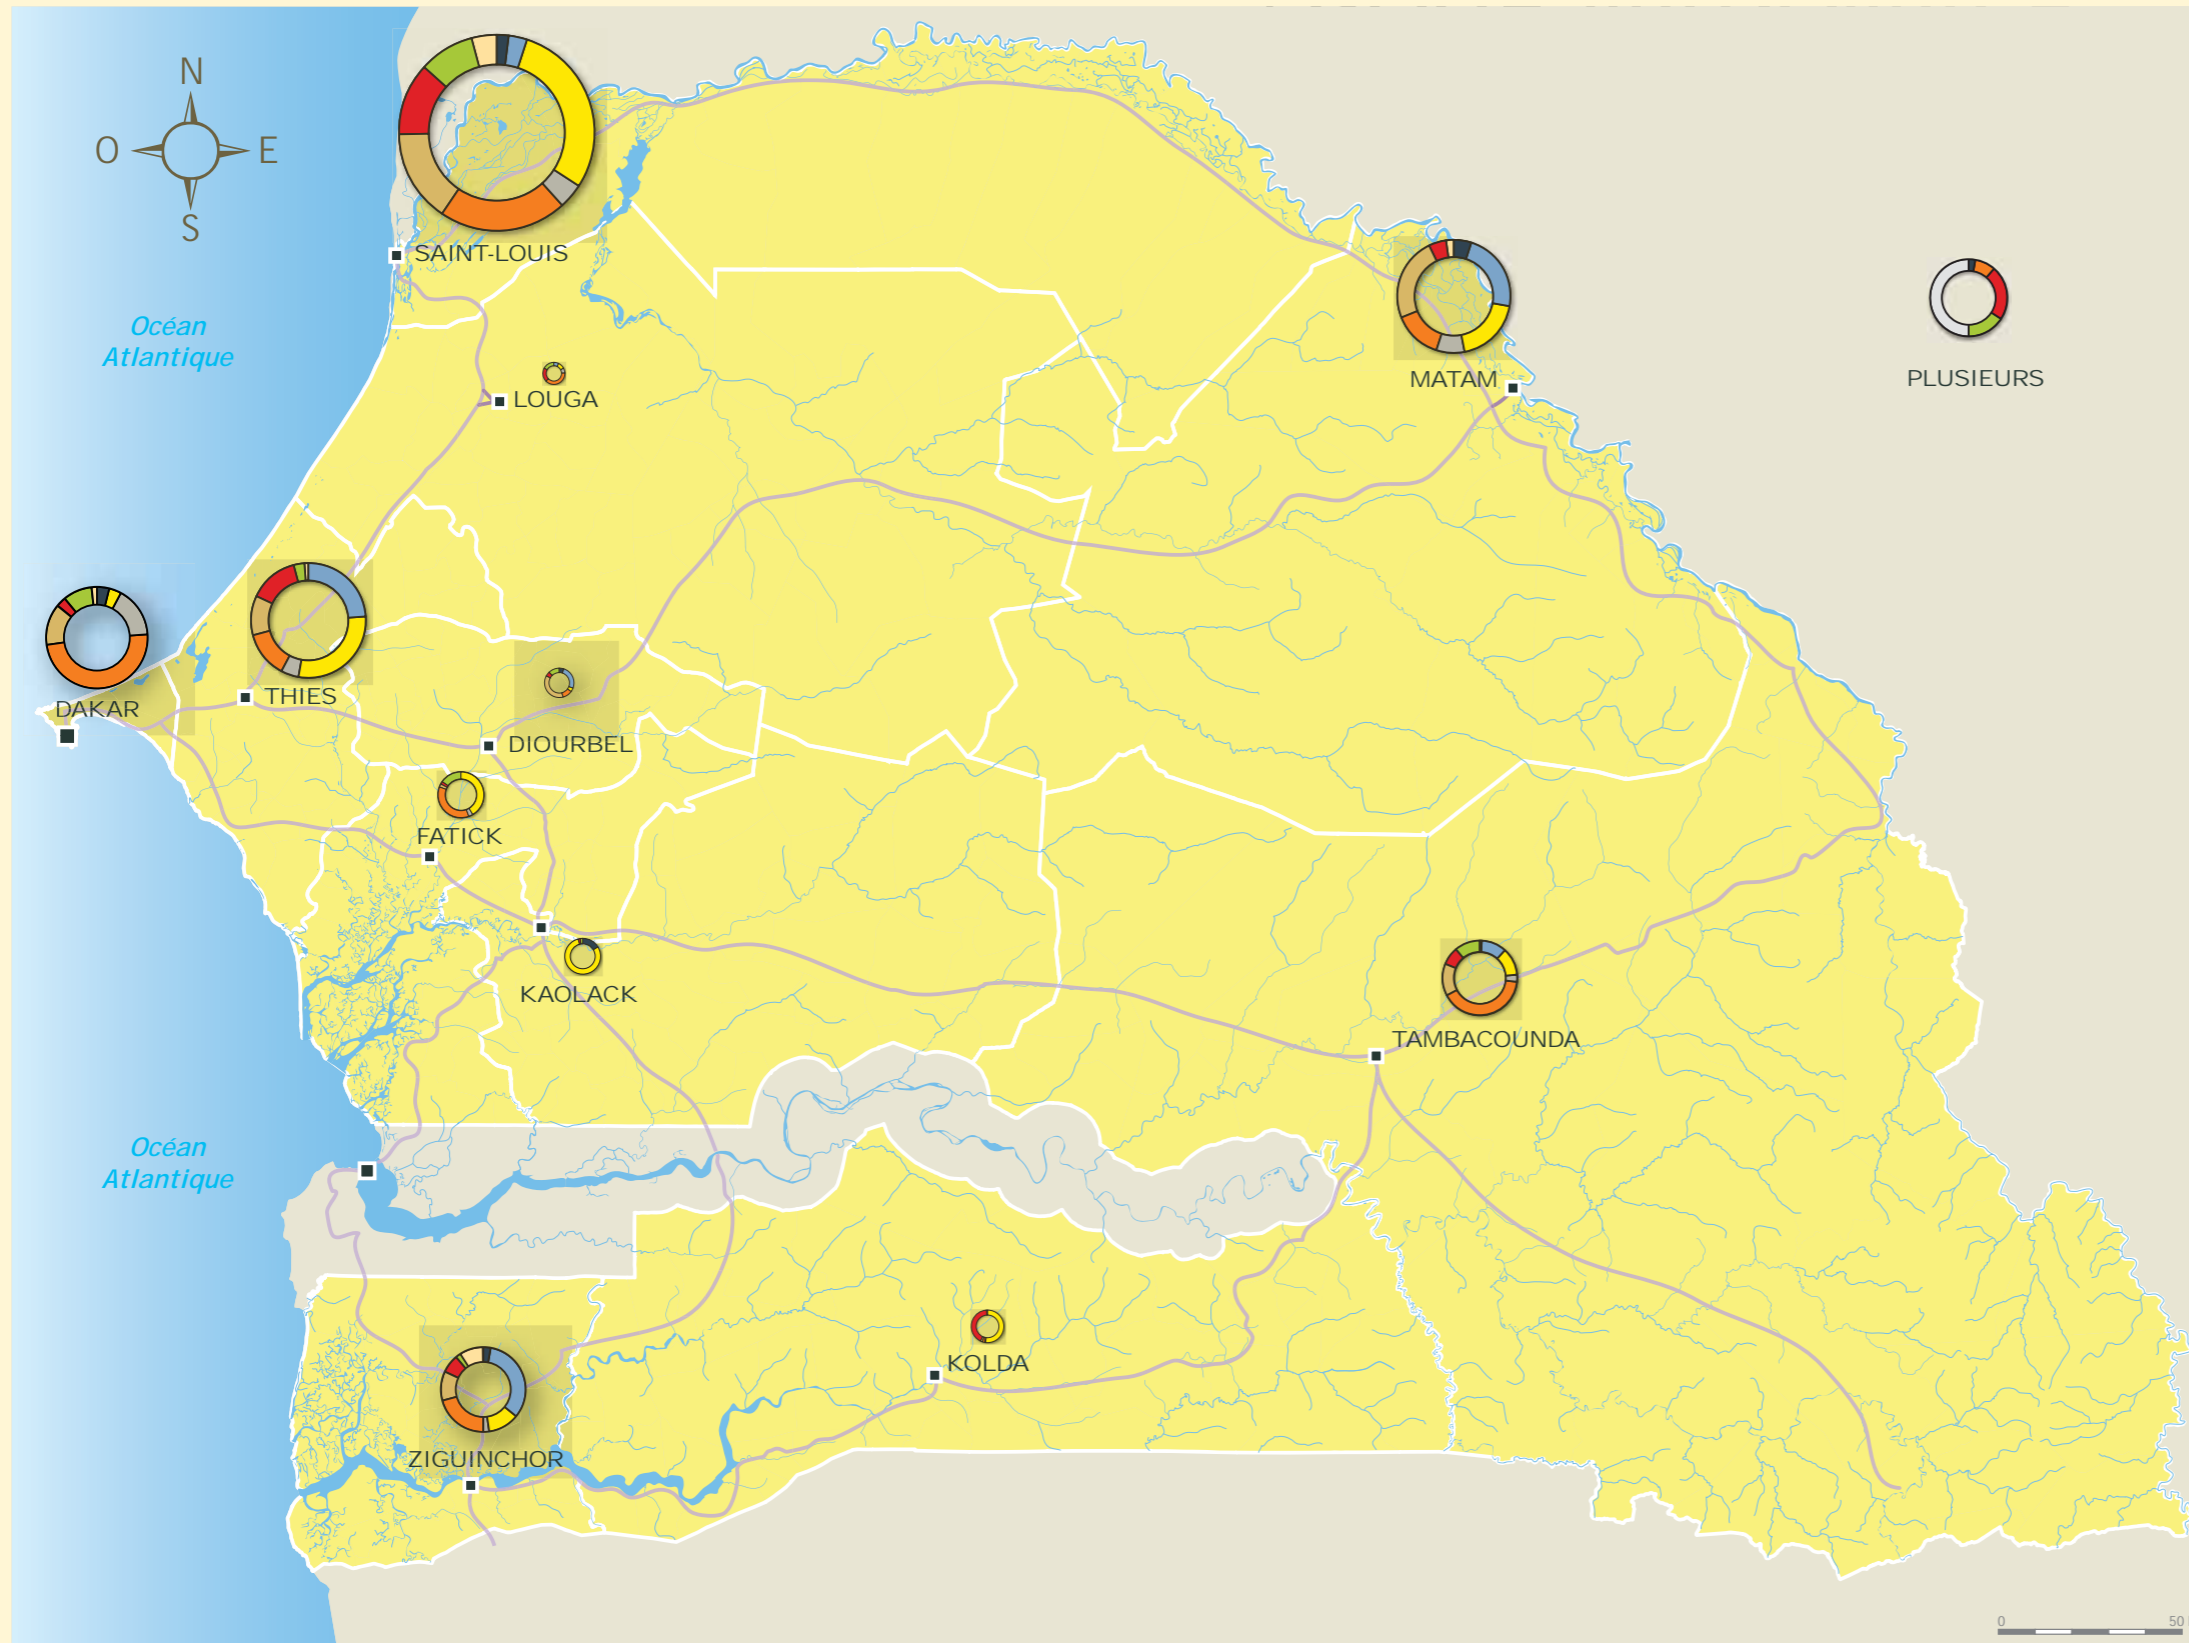 N
O
E
S
SAINT-LOUIS
Océan
Atlantique
LOUGA
MATAM
PLUSIEURS
THIES
DAKAR
DIOURBEL
FATICK
KAOLACK
TAMBACOUNDA
Océan
Atlantique
KOLDA
ZIGUINCHOR
0
50